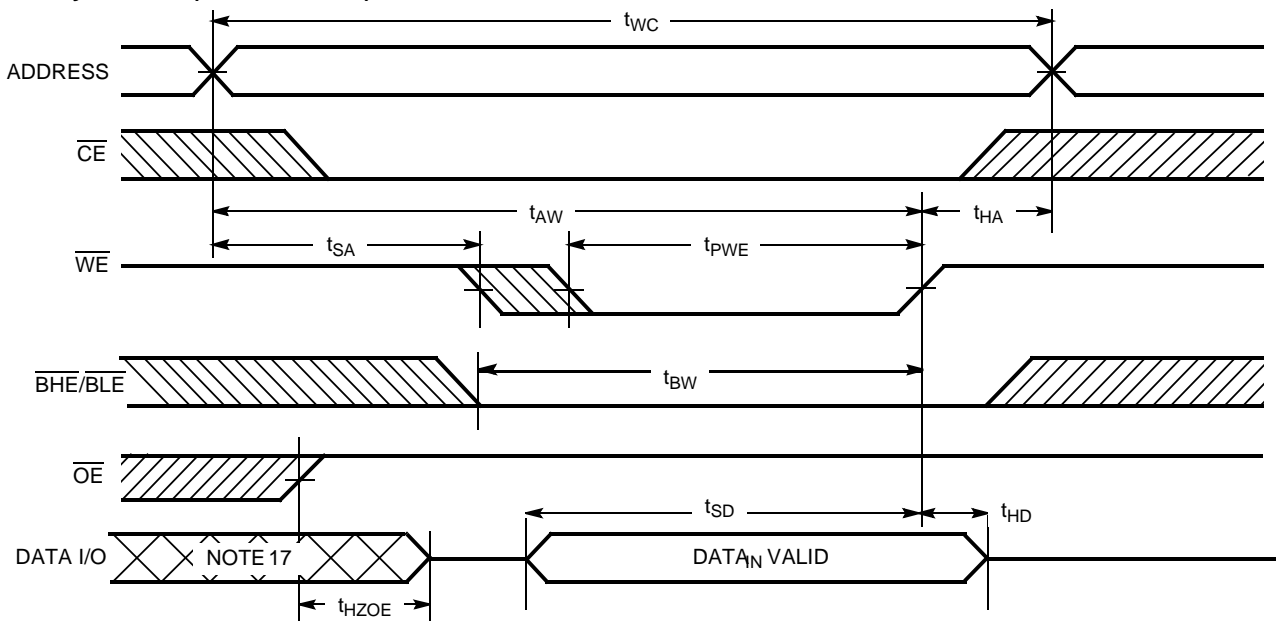 tWC
ADDRESS
CE
tAW
tHA
tSA
tPWE
WE
BHE/BLE
tBW
OE
tSD
tHD
DATA I/O
NOTE 17
DATAIN VALID
tHZOE